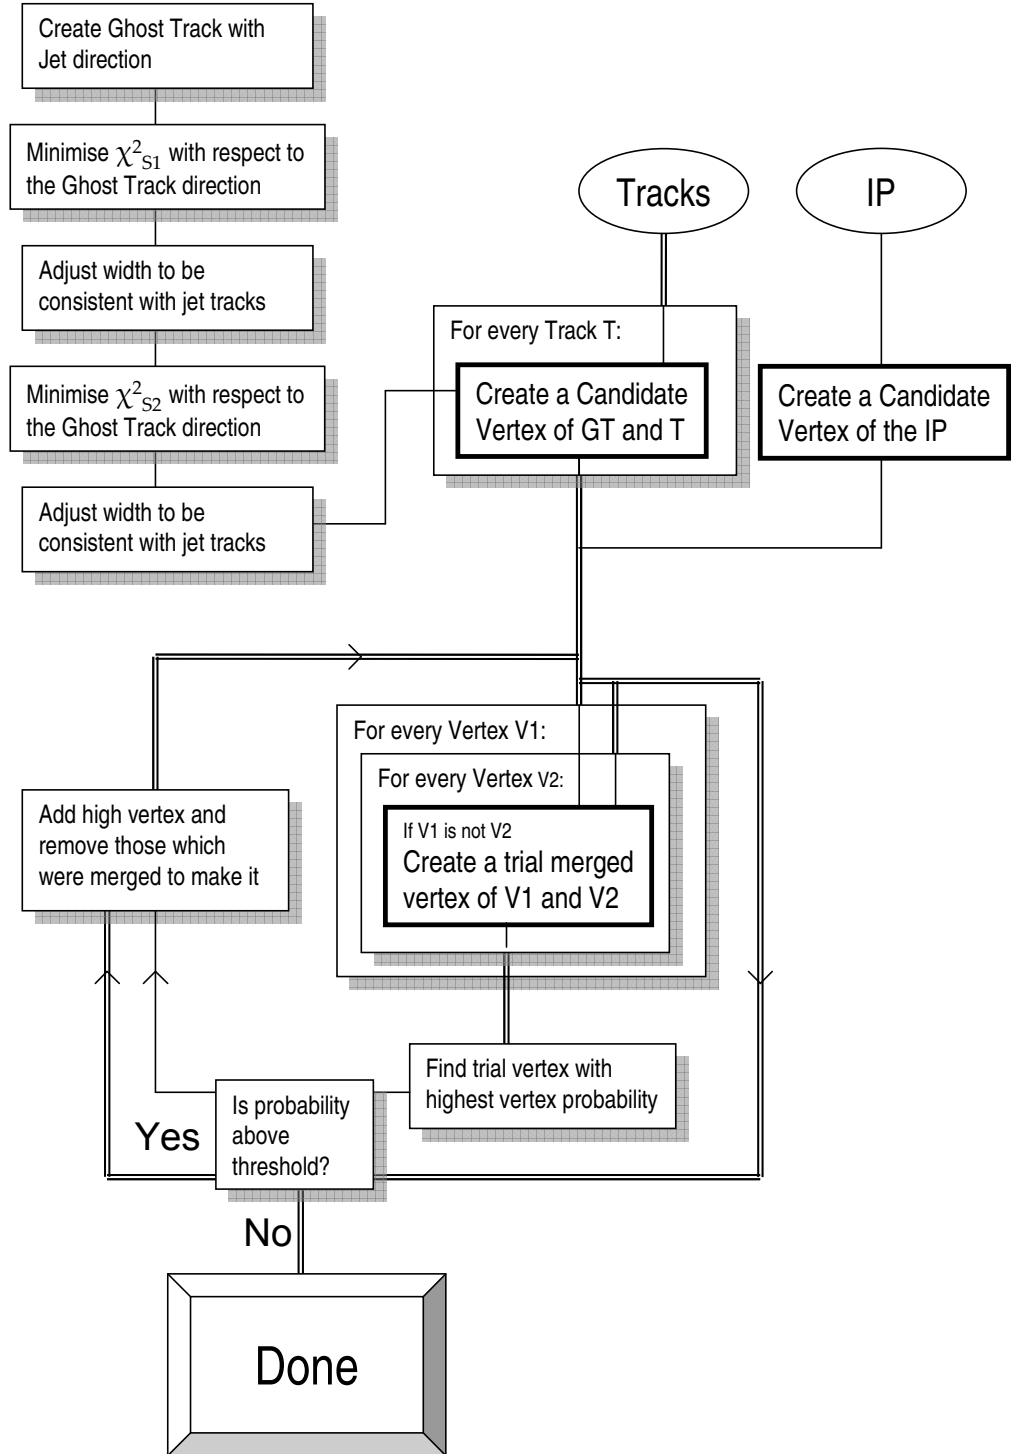 Create Ghost Track with
Jet direction
Minimise χ²S1 with respect to
the Ghost Track direction
Adjust width to be
consistent with jet tracks
Minimise χ²S2 with respect to
the Ghost Track direction
Adjust width to be
consistent with jet tracks
Tracks
IP
For every Track T:
Create a Candidate
Vertex of GT and T
Create a Candidate
Vertex of the IP
For every Vertex V1:
For every Vertex V2:
If V1 is not V2
Create a trial merged
vertex of V1 and V2
Add high vertex and
remove those which
were merged to make it
Find trial vertex with
highest vertex probability
Is probability
above
threshold?
Yes
No
Done